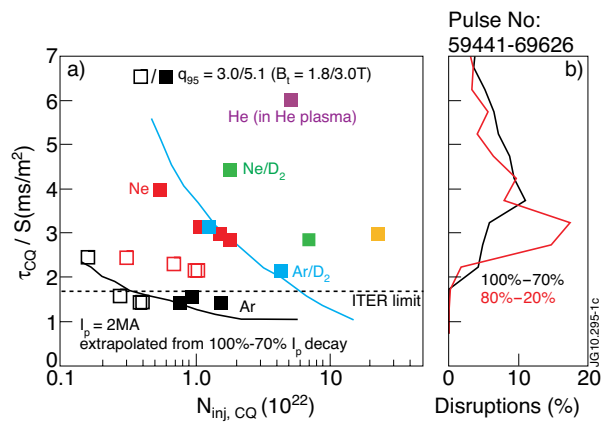 Pulse No:
59441-69626
a)
□/■ q95 = 3.0/5.1 (Bt = 1.8/3.0T)
b)
He (in He plasma)
Ne/D2
Ne
Ar/D2
Ar
ITER limit
Ip = 2MA
extrapolated from 100%-70% Ip decay
100%-70%
80%-20%
τCQ / S(ms/m²)
7
6
5
4
3
2
1
0
0.1
1.0
10
Ninj, CQ (10²²)
0
10
20
Disruptions (%)
JG10.295-1c